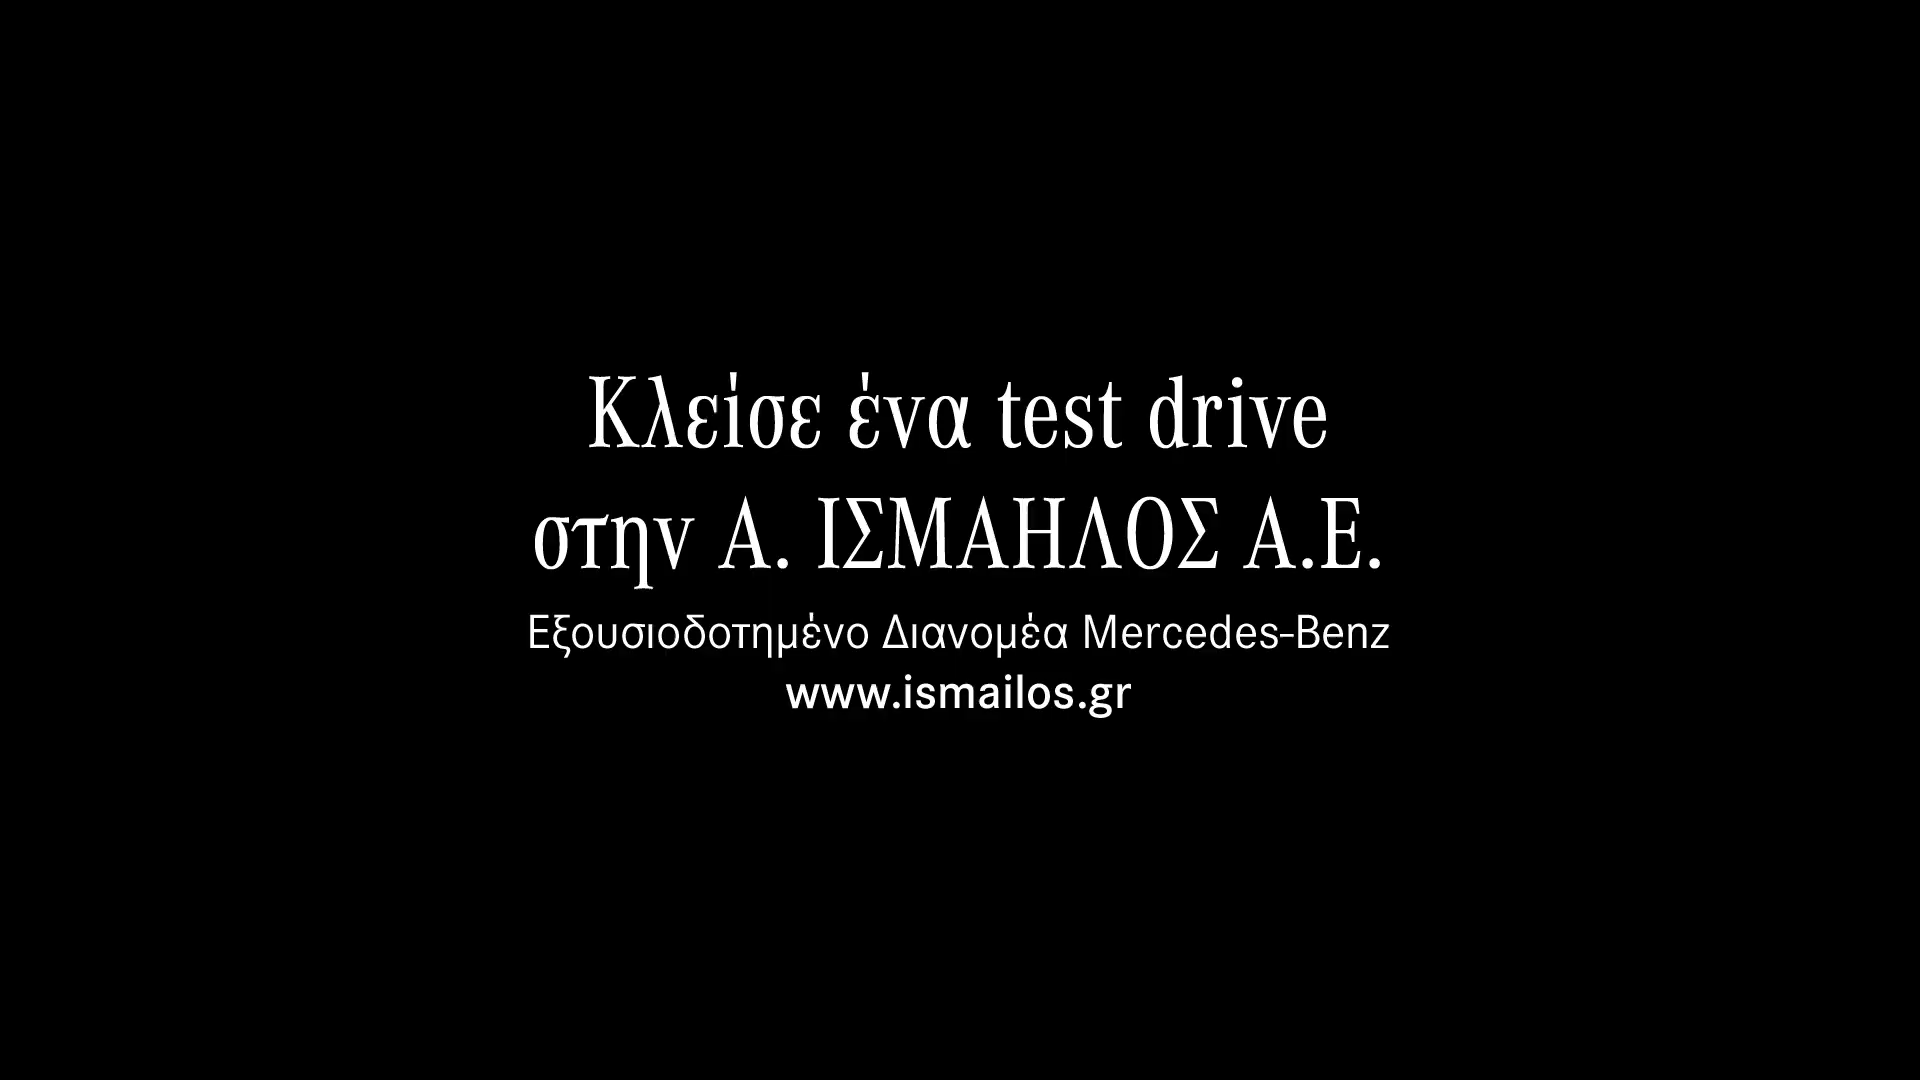 Κλείσε ένα test drive
στην Α. ΙΣΜΑΗΛΟΣ Α.Ε.
Εξουσιοδοτημένο Διανομέα Mercedes-Benz
www.ismailos.gr